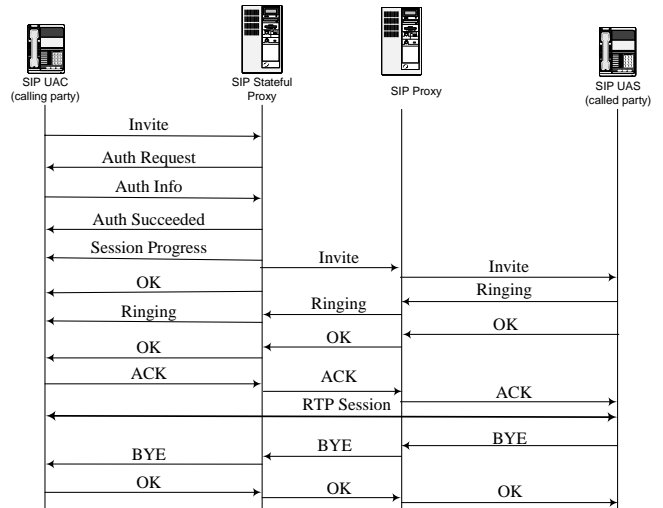 SIP UAC
(calling party)
SIP Stateful
Proxy
SIP Proxy
SIP UAS
(called party)
Invite
Auth Request
Auth Info
Auth Succeeded
Session Progress
Invite
Invite
OK
Ringing
Ringing
Ringing
OK
OK
OK
ACK
ACK
ACK
RTP Session
BYE
BYE
BYE
OK
OK
OK